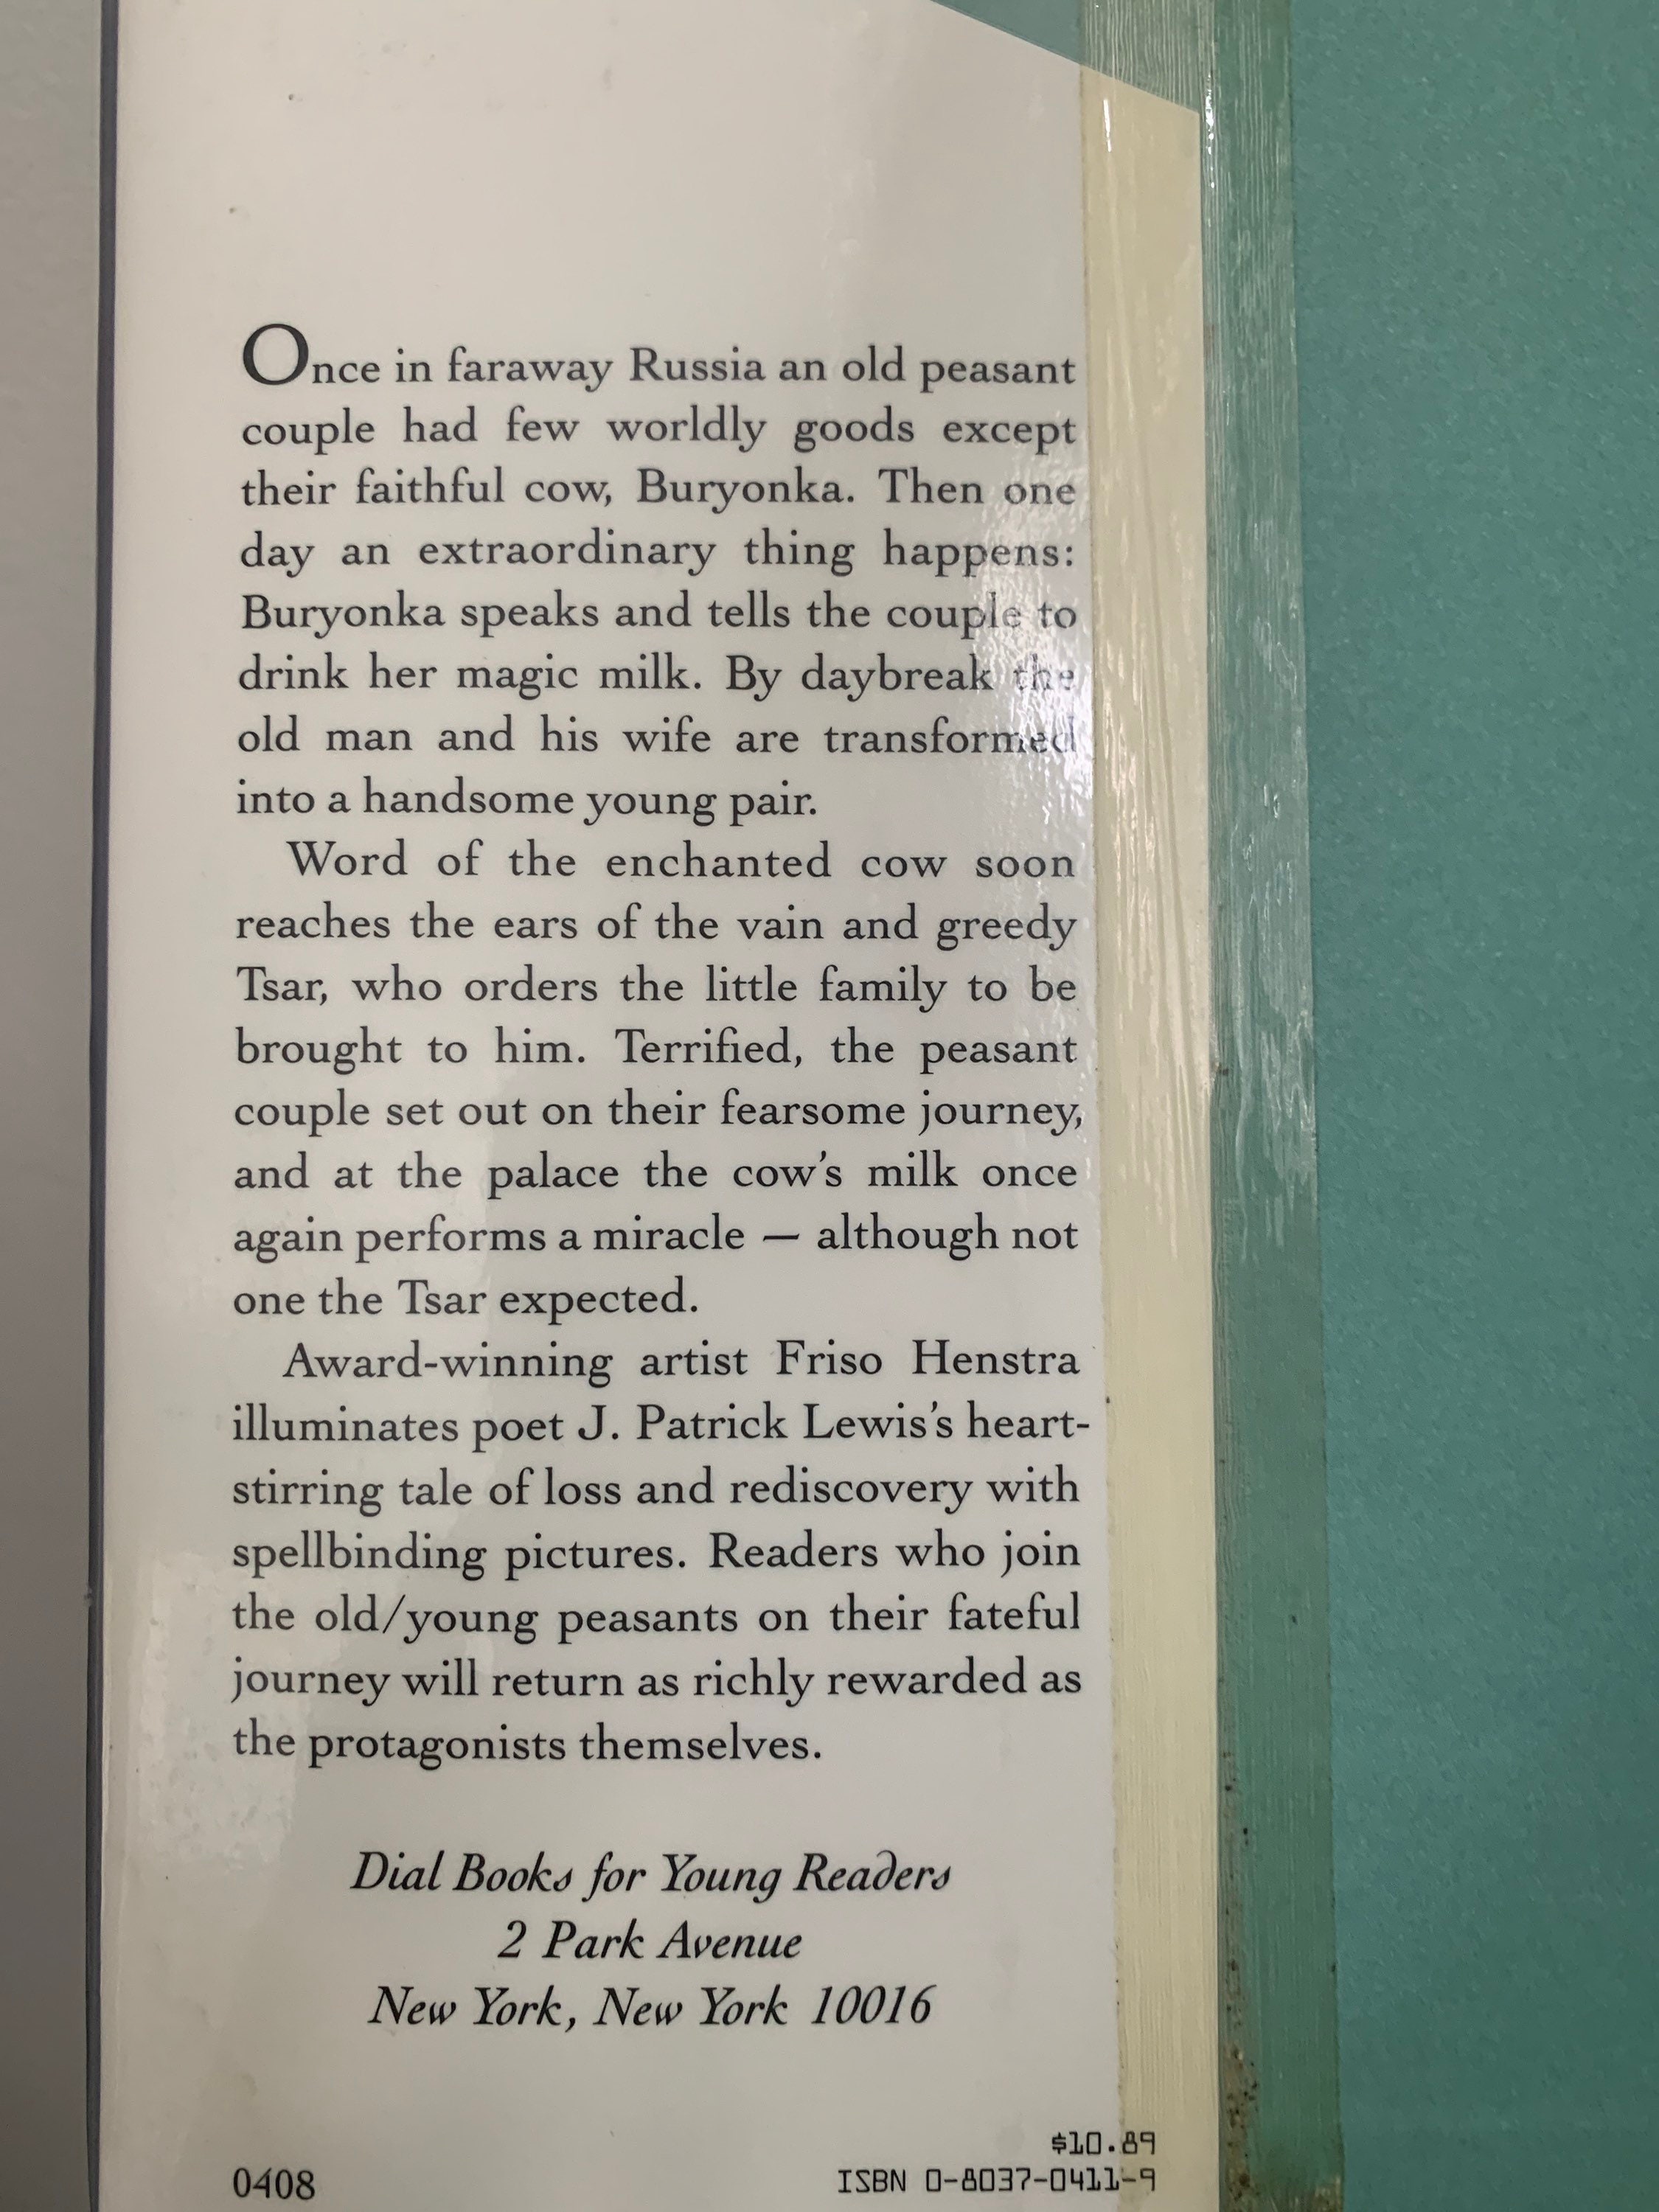 Once in faraway Russia an old peasant
couple had few worldly goods except
their faithful cow, Buryonka. Then one
day an extraordinary thing happens:
Buryonka speaks and tells the couple to
drink her magic milk. By daybreak the
old man and his wife are transformed
into a handsome young pair.
Word of the enchanted cow soon
reaches the ears of the vain and greedy
Tsar, who orders the little family to be
brought to him. Terrified, the peasant
couple set out on their fearsome journey,
and at the palace the cow's milk once
again performs a miracle — although not
one the Tsar expected.
Award-winning artist Friso Henstra
illuminates poet J. Patrick Lewis's heart-
stirring tale of loss and rediscovery with
spellbinding pictures. Readers who join
the old/young peasants on their fateful
journey will return as richly rewarded as
the protagonists themselves.
Dial Books for Young Readers
2 Park Avenue
New York, New York 10016
$10.89
0408 ISBN 0-8037-0411-9